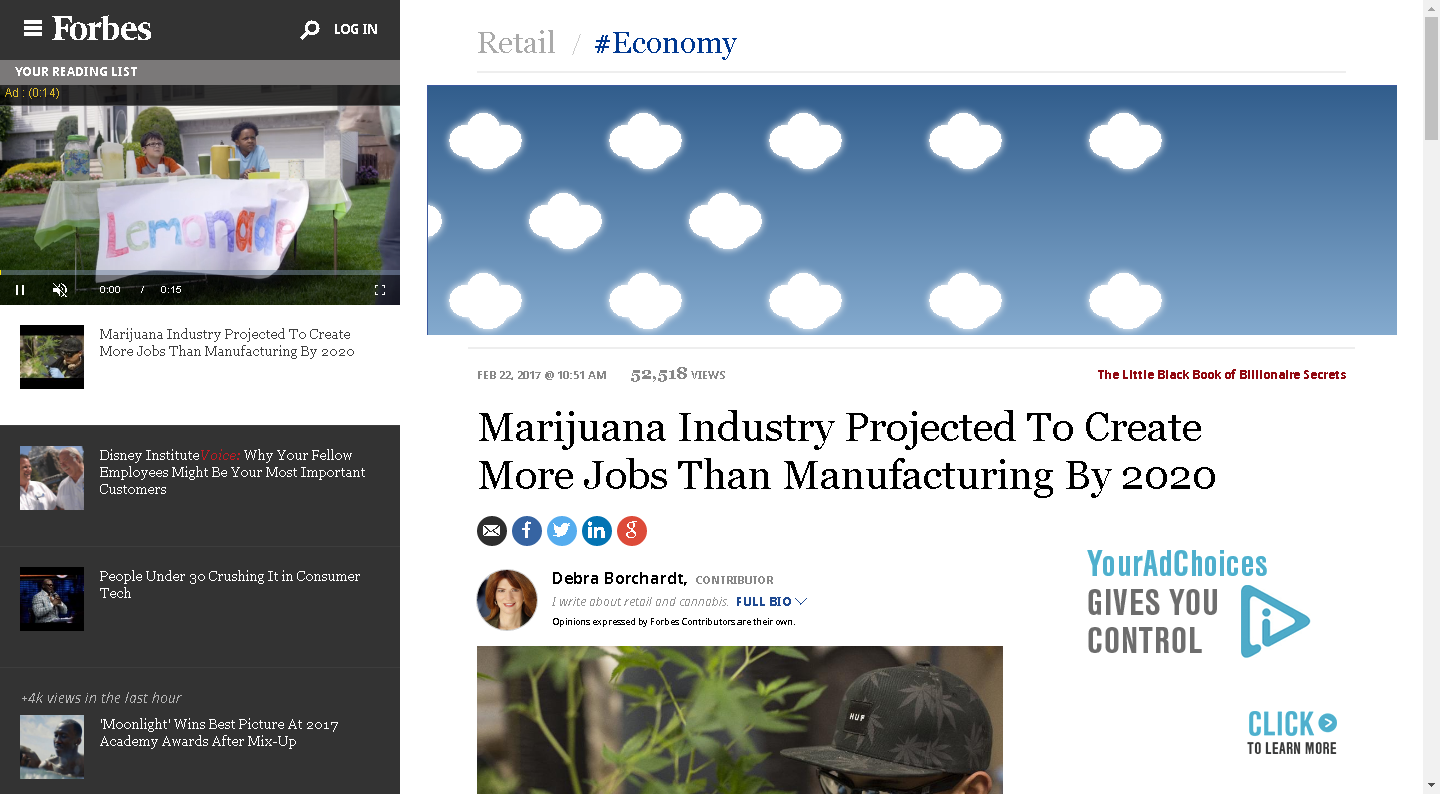 Forbes
LOG IN
YOUR READING LIST
Ad : (0:14)
Lemonade
0:00 / 0:15
Marijuana Industry Projected To Create
More Jobs Than Manufacturing By 2020
Disney InstituteVoice: Why Your Fellow
Employees Might Be Your Most Important
Customers
People Under 30 Crushing It in Consumer
Tech
+4k views in the last hour
'Moonlight' Wins Best Picture At 2017
Academy Awards After Mix-Up
Retail / #Economy
FEB 22, 2017 @ 10:51 AM 52,518 VIEWS
The Little Black Book of Billionaire Secrets
Marijuana Industry Projected To Create
More Jobs Than Manufacturing By 2020
f in g
Debra Borchardt, CONTRIBUTOR
I write about retail and cannabis. FULL BIO
Opinions expressed by Forbes Contributors are their own.
HUF
YourAdChoices
GIVES YOU
CONTROL
CLICK
TO LEARN MORE